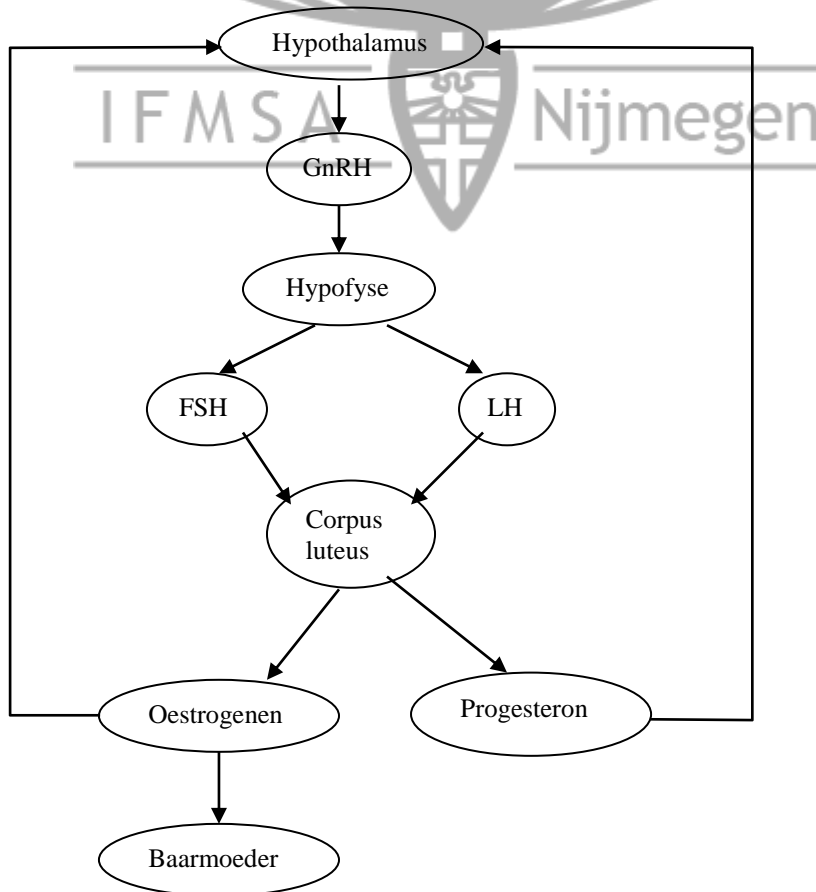 Hypothalamus
IFMSA Nijmegen
GnRH
Hypofyse
FSH
LH
Corpus
luteus
Oestrogenen
Progesteron
Baarmoeder